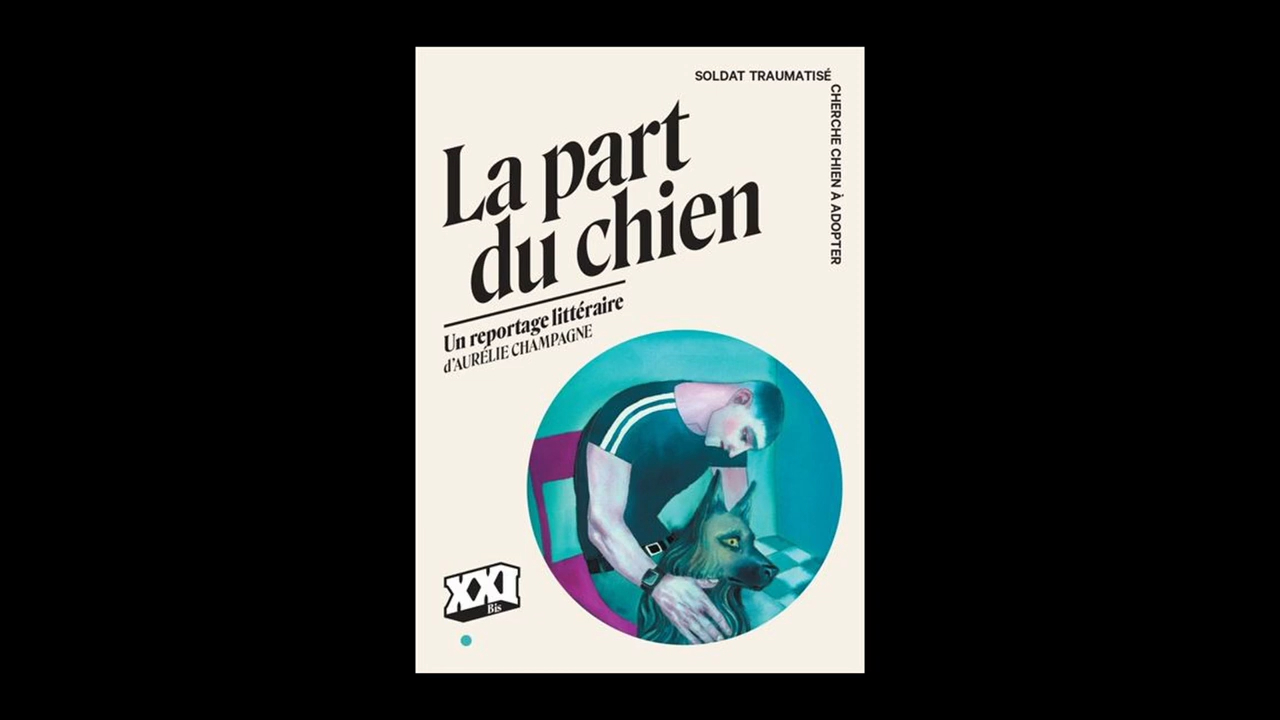 SOLDAT TRAUMATISÉ
CHERCHE CHIEN À ADOPTER
La part
du chien
Un reportage littéraire
d'AURÉLIE CHAMPAGNE
XXI
Bis